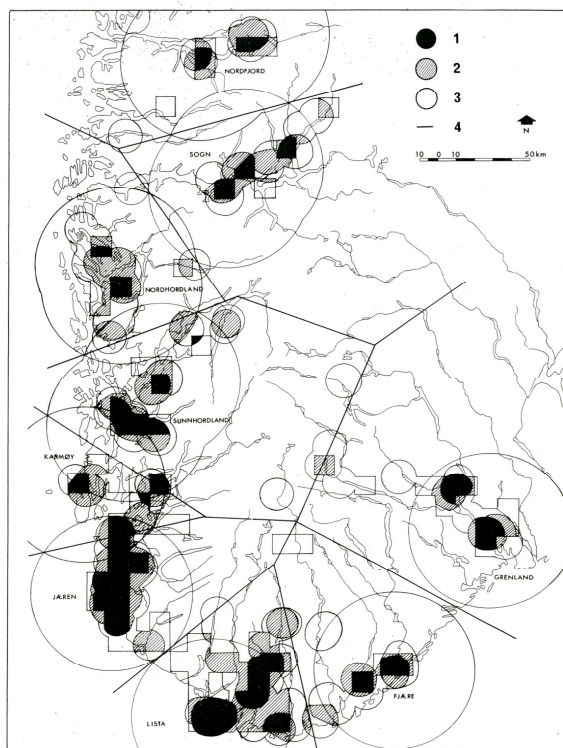 1
2
3
4
N
10 0 10 50km
NORDFJORD
SOGN
NORDHORDLAND
SUNNHORDLAND
KARMØY
GRENLAND
JÆREN
FJÆRE
LISTA